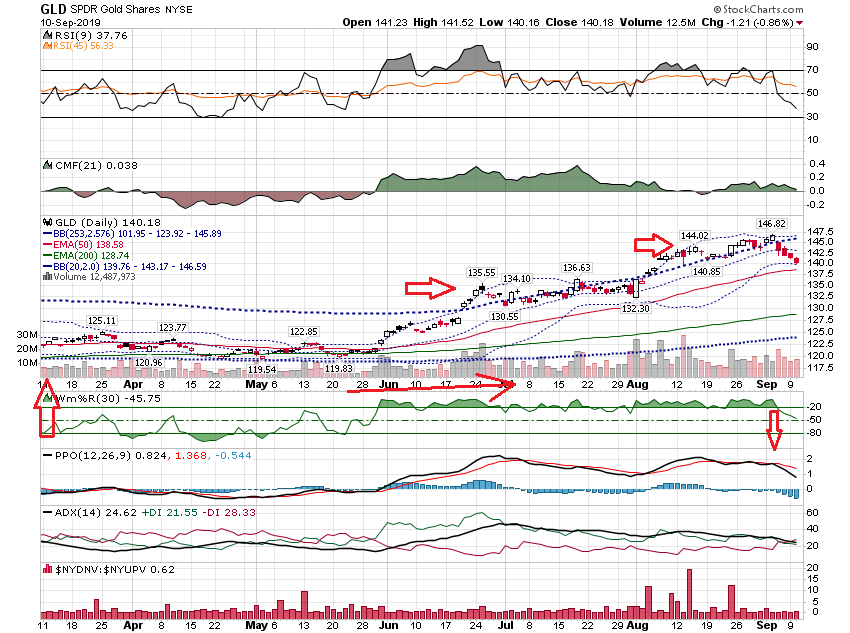 GLD SPDR Gold Shares NYSE
© StockCharts.com
10-Sep-2019
Open 141.23 High 141.52 Low 140.16 Close 140.18 Volume 12.5M Chg -1.21 (-0.86%)
RSI(9) 37.76
RSI(45) 56.33
90
70
50
30
10
CMF(21) 0.038
0.4
0.2
0.0
-0.2
GLD (Daily) 140.18
BB(253,2.576) 101.95 - 123.92 - 145.89
EMA(50) 138.58
EMA(200) 128.74
BB(20,2.0) 139.76 - 143.17 - 146.59
Volume 12,487,973
146.82
144.02
140.85
136.63
135.55
134.10
132.30
130.55
125.11
123.77
122.85
120.96
119.54
119.83
147.5
145.0
142.5
140.0
137.5
135.0
132.5
130.0
127.5
125.0
122.5
120.0
117.5
30M
20M
10M
11 18 25 Apr 8 15 22 May 6 13 20 28 Jun 10 17 24 Jul 8 15 22 29 Aug 12 19 26 Sep 9
Wm%R(30) -45.75
-20
-50
-80
PPO(12,26,9) 0.824, 1.368, -0.544
2
1
0
ADX(14) 24.62 +DI 21.55 -DI 28.33
60
40
20
$NYDNV:$NYUPV 0.62
20
15
10
5
0
11 18 25 Apr 8 15 22 May 6 13 20 28 Jun 10 17 24 Jul 8 15 22 29 Aug 12 19 26 Sep 9